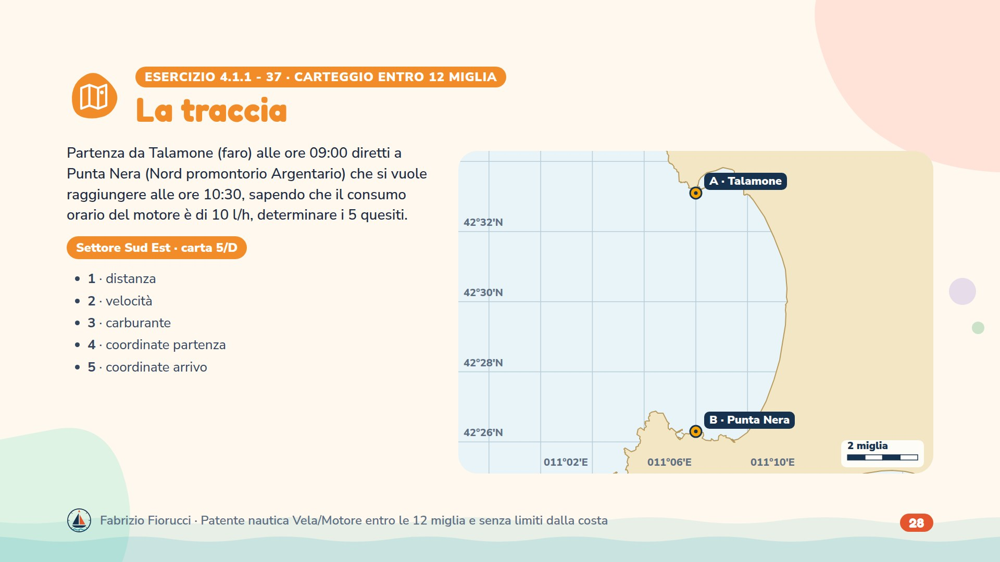 ESERCIZIO 4.1.1 - 37 · CARTEGGIO ENTRO 12 MIGLIA
La traccia
Partenza da Talamone (faro) alle ore 09:00 diretti a
Punta Nera (Nord promontorio Argentario) che si vuole
raggiungere alle ore 10:30, sapendo che il consumo
orario del motore è di 10 l/h, determinare i 5 quesiti.
Settore Sud Est · carta 5/D
1 · distanza
2 · velocità
3 · carburante
4 · coordinate partenza
5 · coordinate arrivo
A · Talamone
42°32'N
42°30'N
42°28'N
B · Punta Nera
42°26'N
2 miglia
011°02'E
011°06'E
011°10'E
Fabrizio Fiorucci · Patente nautica Vela/Motore entro le 12 miglia e senza limiti dalla costa
28